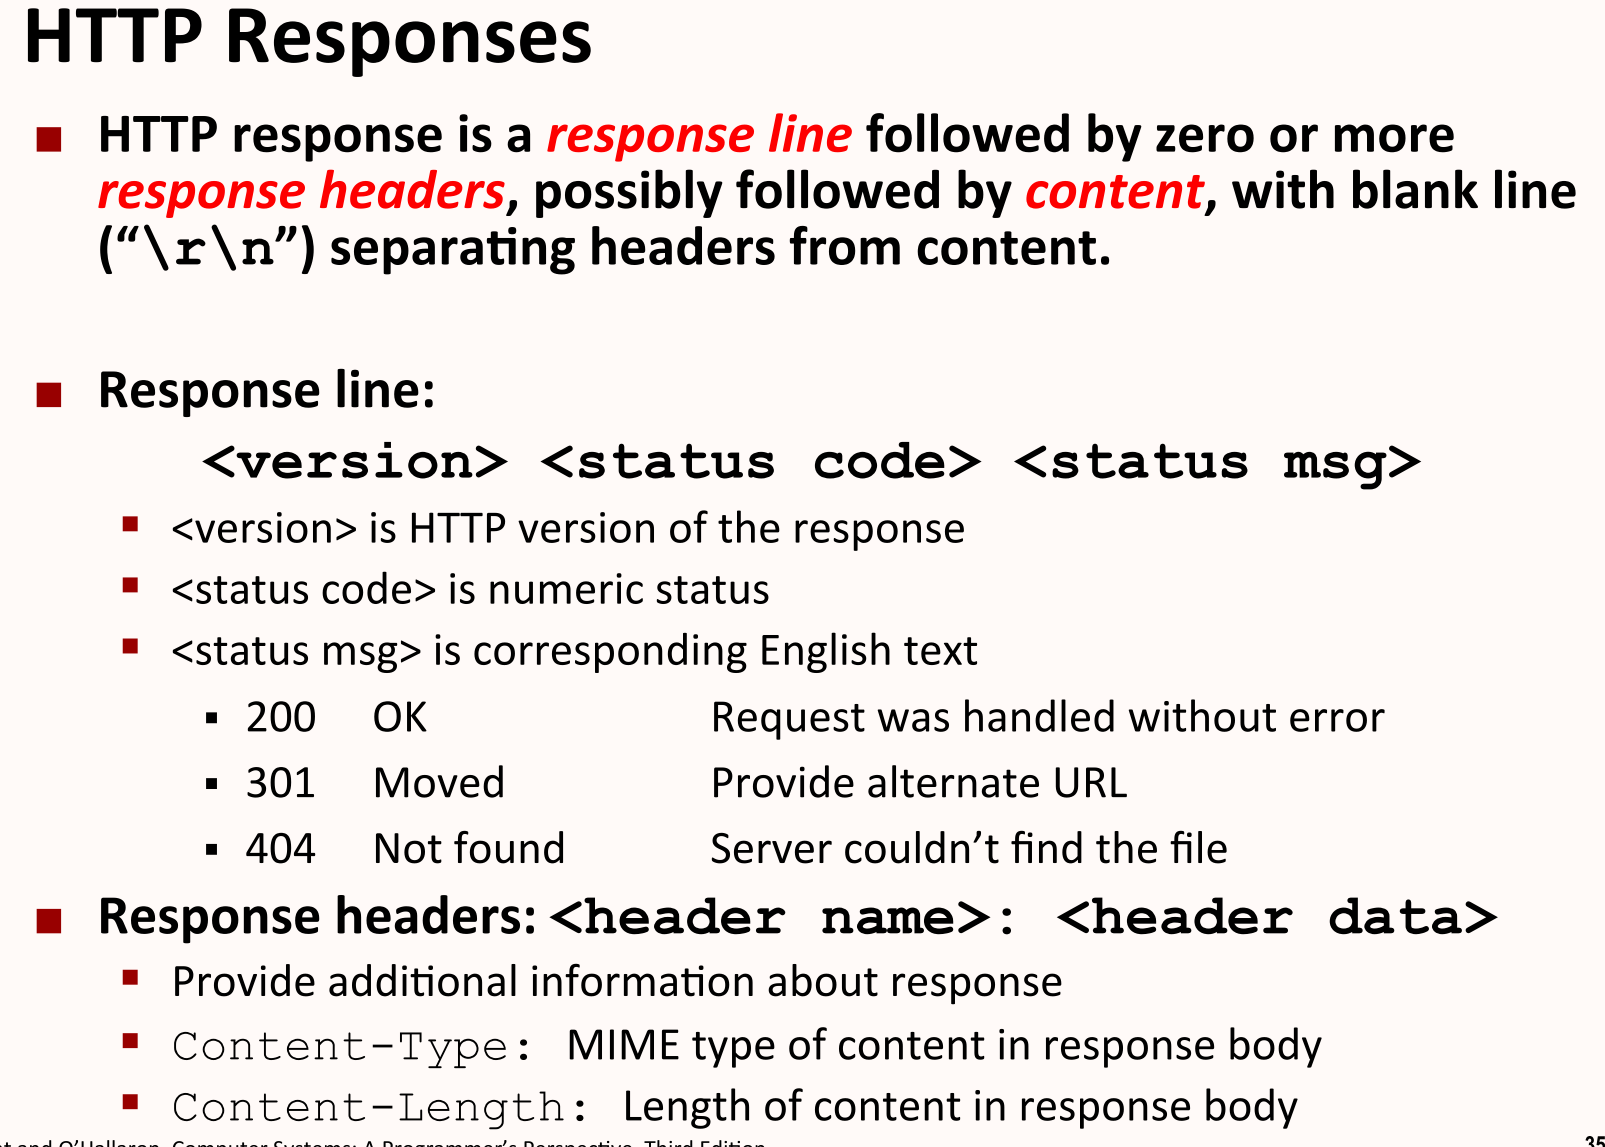 HTTP Responses
HTTP response is a response line followed by zero or more
response headers, possibly followed by content, with blank line
(“\r\n”) separating headers from content.
Response line:
<version> <status code> <status msg>
<version> is HTTP version of the response
<status code> is numeric status
<status msg> is corresponding English text
200 OK Request was handled without error
301 Moved Provide alternate URL
404 Not found Server couldn’t find the file
Response headers: <header name>: <header data>
Provide additional information about response
Content-Type: MIME type of content in response body
Content-Length: Length of content in response body
and O’Hallaron, Computer Systems: A Programmer’s Perspective, Third Edition 35